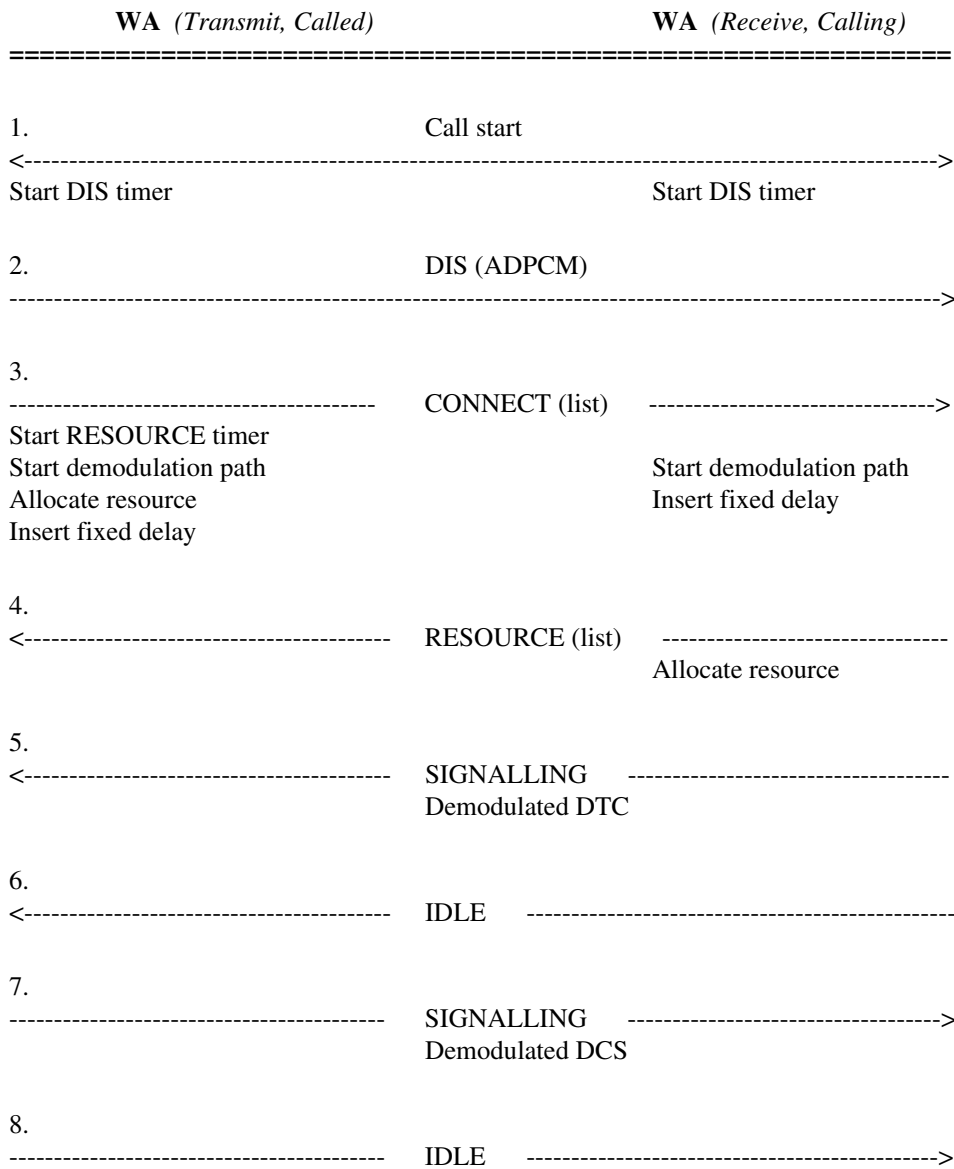 WA (Transmit, Called) WA (Receive, Calling)
==============================================================
1. Call start
<------------------------------------------------------------------------------------------------------>
Start DIS timer Start DIS timer
2. DIS (ADPCM)
-------------------------------------------------------------------------------------------------------->
3.
----------------------------------------- CONNECT (list) -------------------------------->
Start RESOURCE timer
Start demodulation path Start demodulation path
Allocate resource Insert fixed delay
Insert fixed delay
4.
<----------------------------------------- RESOURCE (list) --------------------------------
Allocate resource
5.
<----------------------------------------- SIGNALLING ------------------------------------
Demodulated DTC
6.
<----------------------------------------- IDLE ------------------------------------------------
7.
------------------------------------------ SIGNALLING ----------------------------------->
Demodulated DCS
8.
------------------------------------------ IDLE ---------------------------------------------->